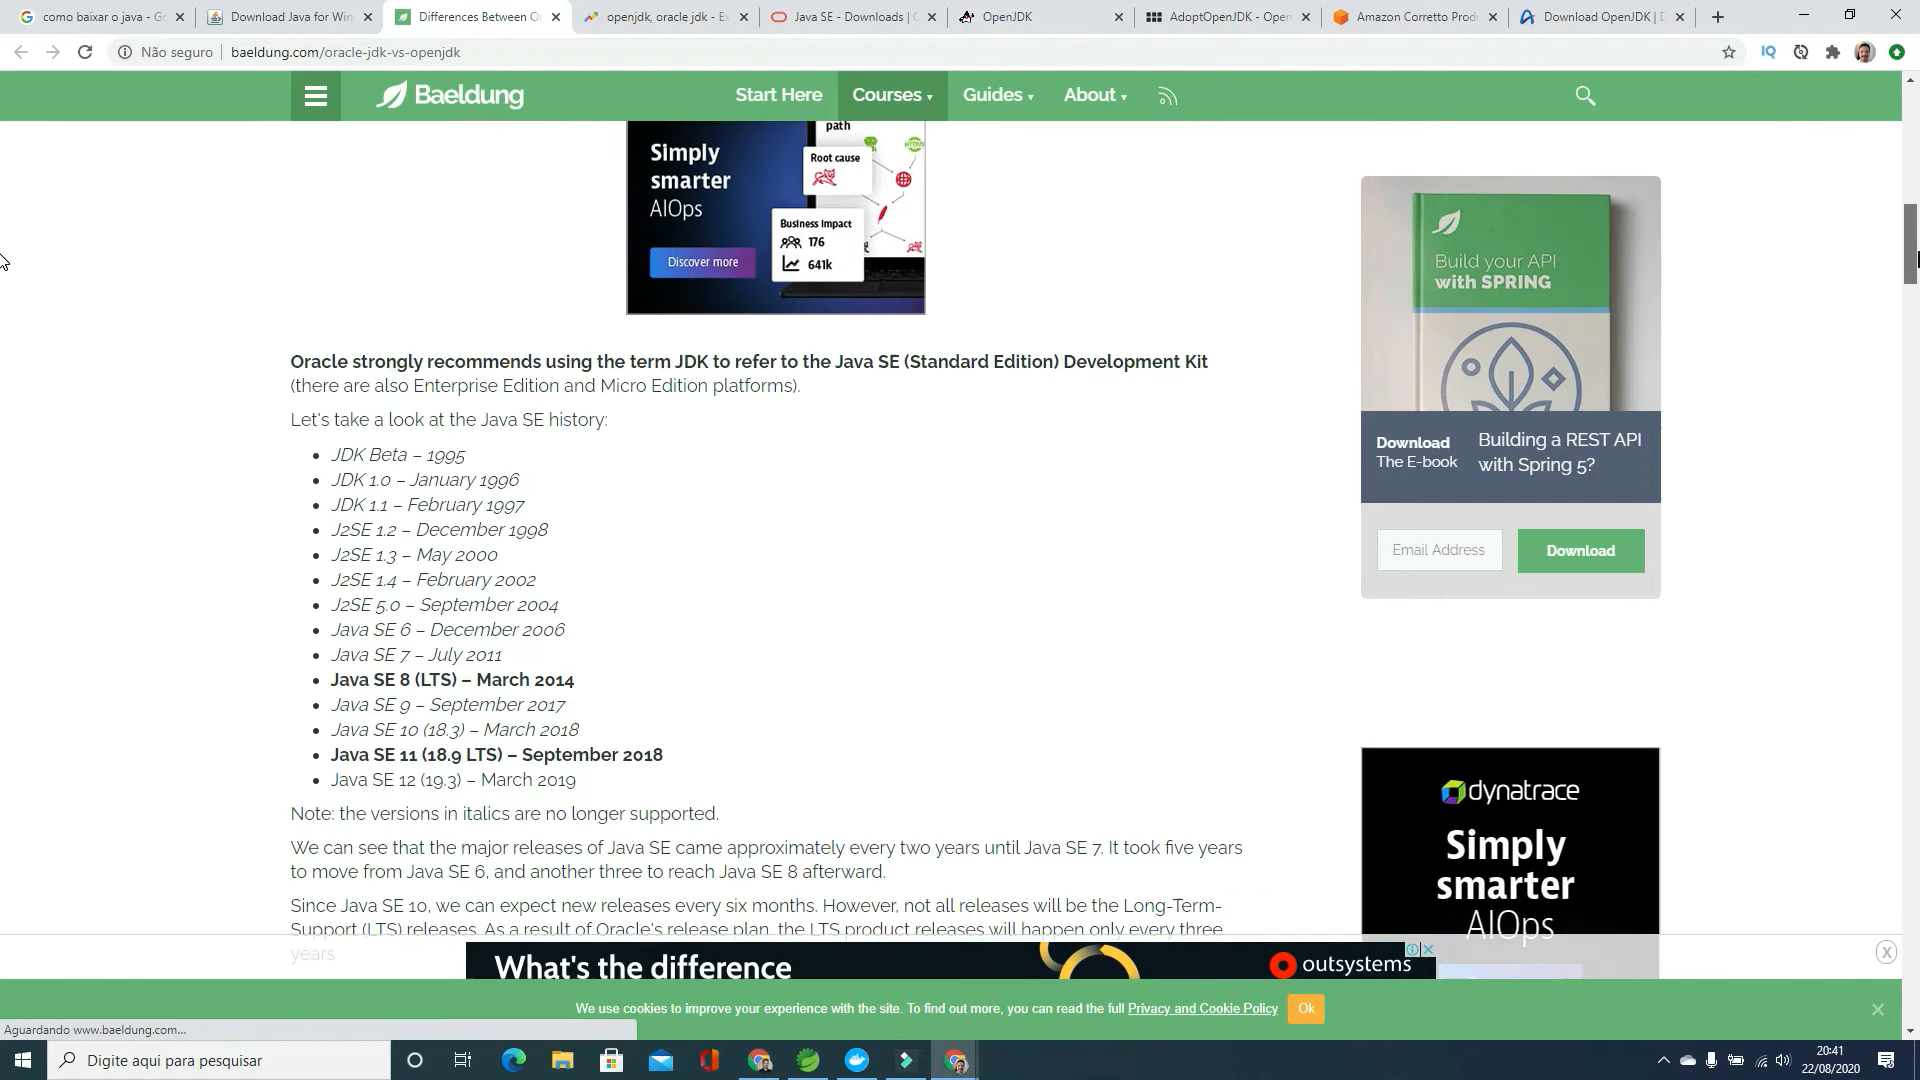 como baixar o java - Go
Download Java for Win
Differences Between O
openjdk, oracle jdk - Ex
Java SE - Downloads | O
OpenJDK
AdoptOpenJDK - Open
Amazon Corretto Prod
Download OpenJDK | D
Não seguro
baeldung.com/oracle-jdk-vs-openjdk
IQ
Baeldung
Start Here
Courses
Guides
About
path
Simply
smarter
AIOps
Root cause
HTTPS
Business impact
176
641k
Discover more
Oracle strongly recommends using the term JDK to refer to the Java SE (Standard Edition) Development Kit
(there are also Enterprise Edition and Micro Edition platforms).
Let's take a look at the Java SE history:
JDK Beta – 1995
JDK 1.0 – January 1996
JDK 1.1 – February 1997
J2SE 1.2 – December 1998
J2SE 1.3 – May 2000
J2SE 1.4 – February 2002
J2SE 5.0 – September 2004
Java SE 6 – December 2006
Java SE 7 – July 2011
Java SE 8 (LTS) – March 2014
Java SE 9 – September 2017
Java SE 10 (18.3) – March 2018
Java SE 11 (18.9 LTS) – September 2018
Java SE 12 (19.3) – March 2019
Note: the versions in italics are no longer supported.
We can see that the major releases of Java SE came approximately every two years until Java SE 7. It took five years
to move from Java SE 6, and another three to reach Java SE 8 afterward.
Since Java SE 10, we can expect new releases every six months. However, not all releases will be the Long-Term-
Support (LTS) releases. As a result of Oracle's release plan, the LTS product releases will happen only every three
years
Build your API
with SPRING
Download
The E-book
Building a REST API
with Spring 5?
Email Address
Download
dynatrace
Simply
smarter
AIOps
What's the difference
outsystems
We use cookies to improve your experience with the site. To find out more, you can read the full Privacy and Cookie Policy
Ok
Aguardando www.baeldung.com...
Digite aqui para pesquisar
20:41
22/08/2020